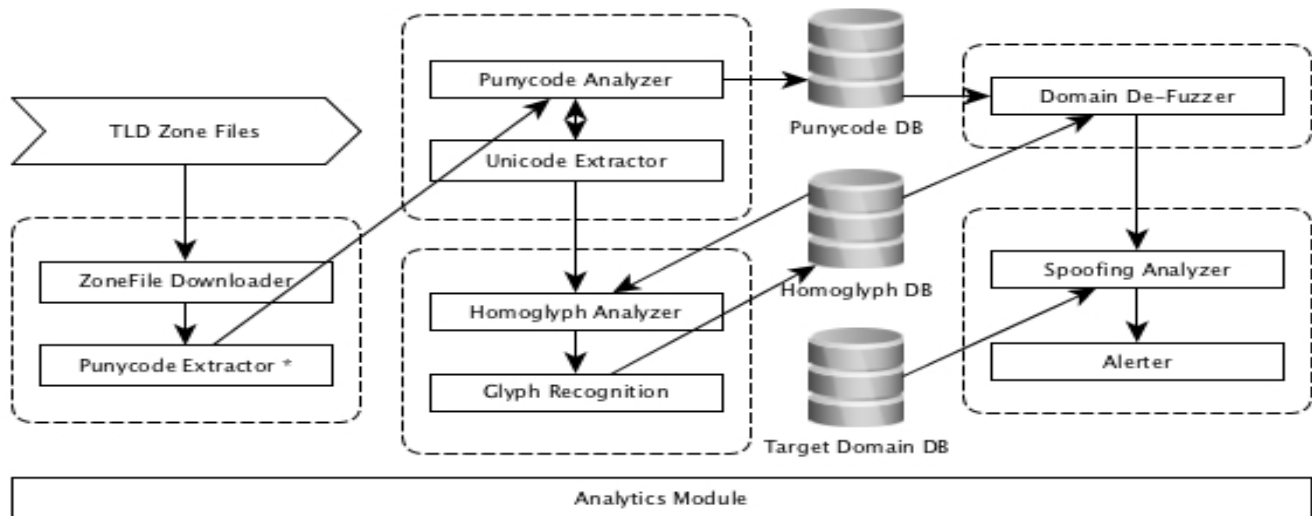 TLD Zone Files
ZoneFile Downloader
Punycode Extractor *
Punycode Analyzer
Unicode Extractor
Homoglyph Analyzer
Glyph Recognition
Punycode DB
Homoglyph DB
Target Domain DB
Domain De-Fuzzer
Spoofing Analyzer
Alerter
Analytics Module